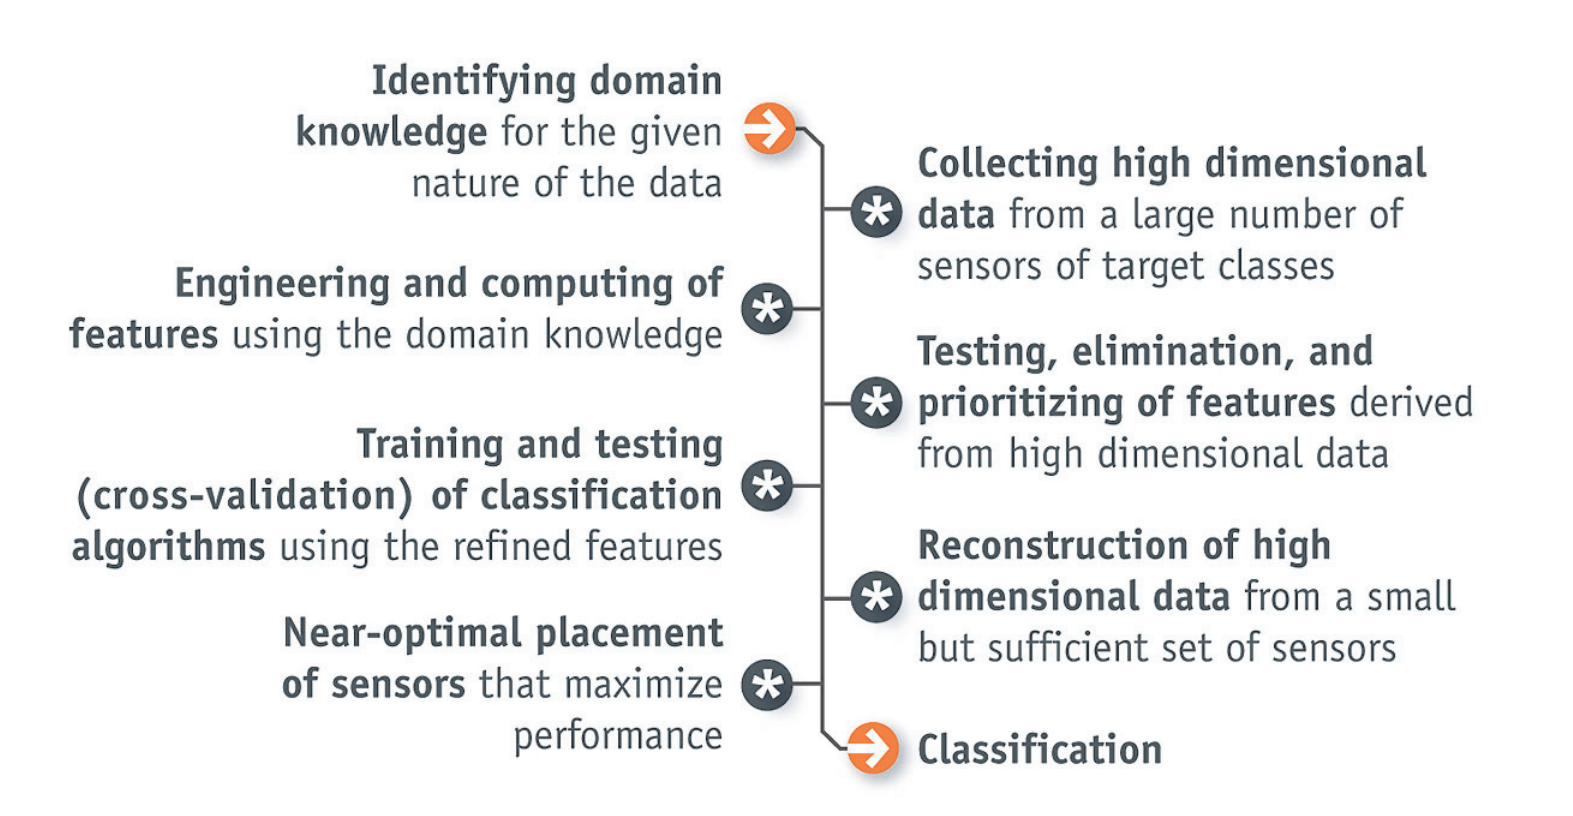 Identifying domain
knowledge for the given
nature of the data
Collecting high dimensional
data from a large number of
sensors of target classes
Engineering and computing of
features using the domain knowledge
Testing, elimination, and
prioritizing of features derived
from high dimensional data
Training and testing
(cross-validation) of classification
algorithms using the refined features
Reconstruction of high
dimensional data from a small
but sufficient set of sensors
Near-optimal placement
of sensors that maximize
performance
Classification